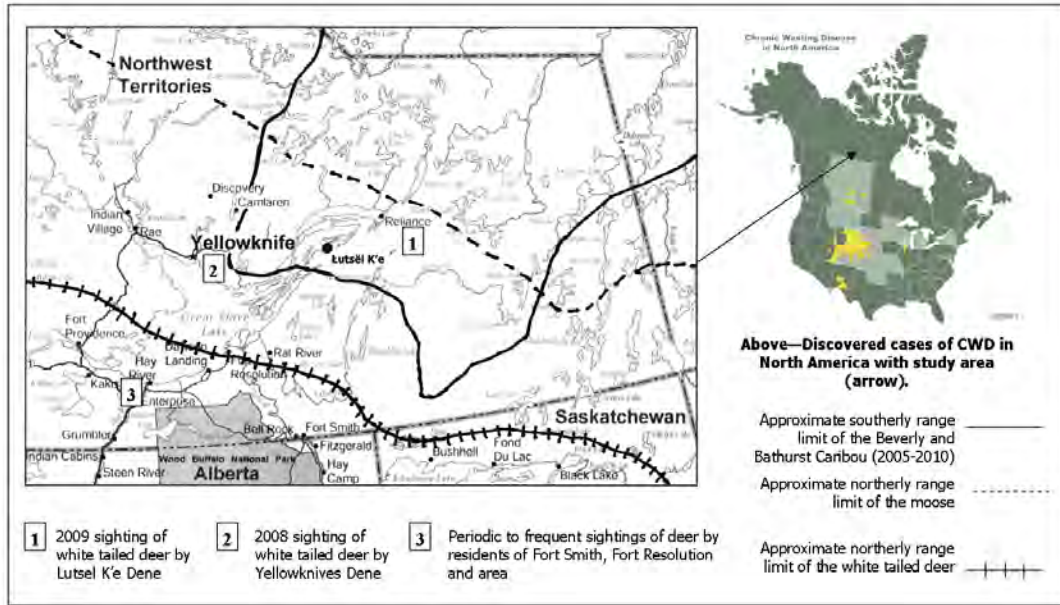 Northwest
Territories
Discovery
Camlaren
Indian
Village
Rae
Yellowknife
Reliance
1
Łutsël K'e
2
Great Slave
Lake
Fort
Providence
Landing
Rat River
Hay
River
Resolution
3
Enterprise
Grumbler
Bell Rock
Fort Smith
Saskatchewan
Indian Cabins
Wood Buffalo National Park
Fitzgerald
Bushnell
Fond
Du Lac
Alberta
Steen River
Hay
Camp
Black Lake
Chronic Wasting Disease
in North America
Above—Discovered cases of CWD in
North America with study area
(arrow).
Approximate southerly range
limit of the Beverly and
Bathurst Caribou (2005-2010)
Approximate northerly range
limit of the moose
Approximate northerly range
limit of the white tailed deer
1 2009 sighting of
white tailed deer by
Lutsel K'e Dene
2 2008 sighting of
white tailed deer by
Yellowknives Dene
3 Periodic to frequent sightings of deer by
residents of Fort Smith, Fort Resolution
and area